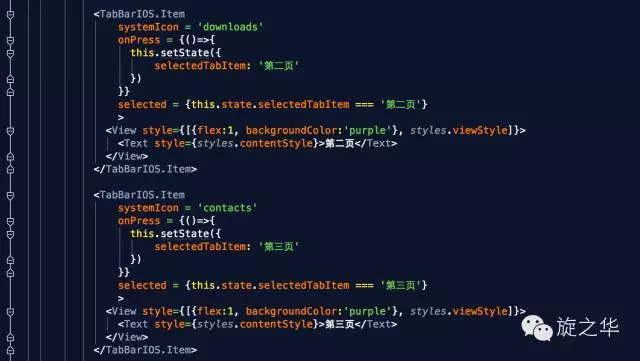 <TabBarIOS.Item
systemIcon = 'downloads'
onPress = {()=>{
this.setState({
selectedTabItem: '第二页'
})
}}
selected = {this.state.selectedTabItem === '第二页'}
>
<View style={[{flex:1, backgroundColor:'purple'}, styles.viewStyle]}>
<Text style={styles.contentStyle}>第二页</Text>
</View>
</TabBarIOS.Item>
<TabBarIOS.Item
systemIcon = 'contacts'
onPress = {()=>{
this.setState({
selectedTabItem: '第三页'
})
}}
selected = {this.state.selectedTabItem === '第三页'}
>
<View style={[{flex:1, backgroundColor:'purple'}, styles.viewStyle]}>
<Text style={styles.contentStyle}>第三页</Text>
</View>
</TabBarIOS.Item>
旋之华